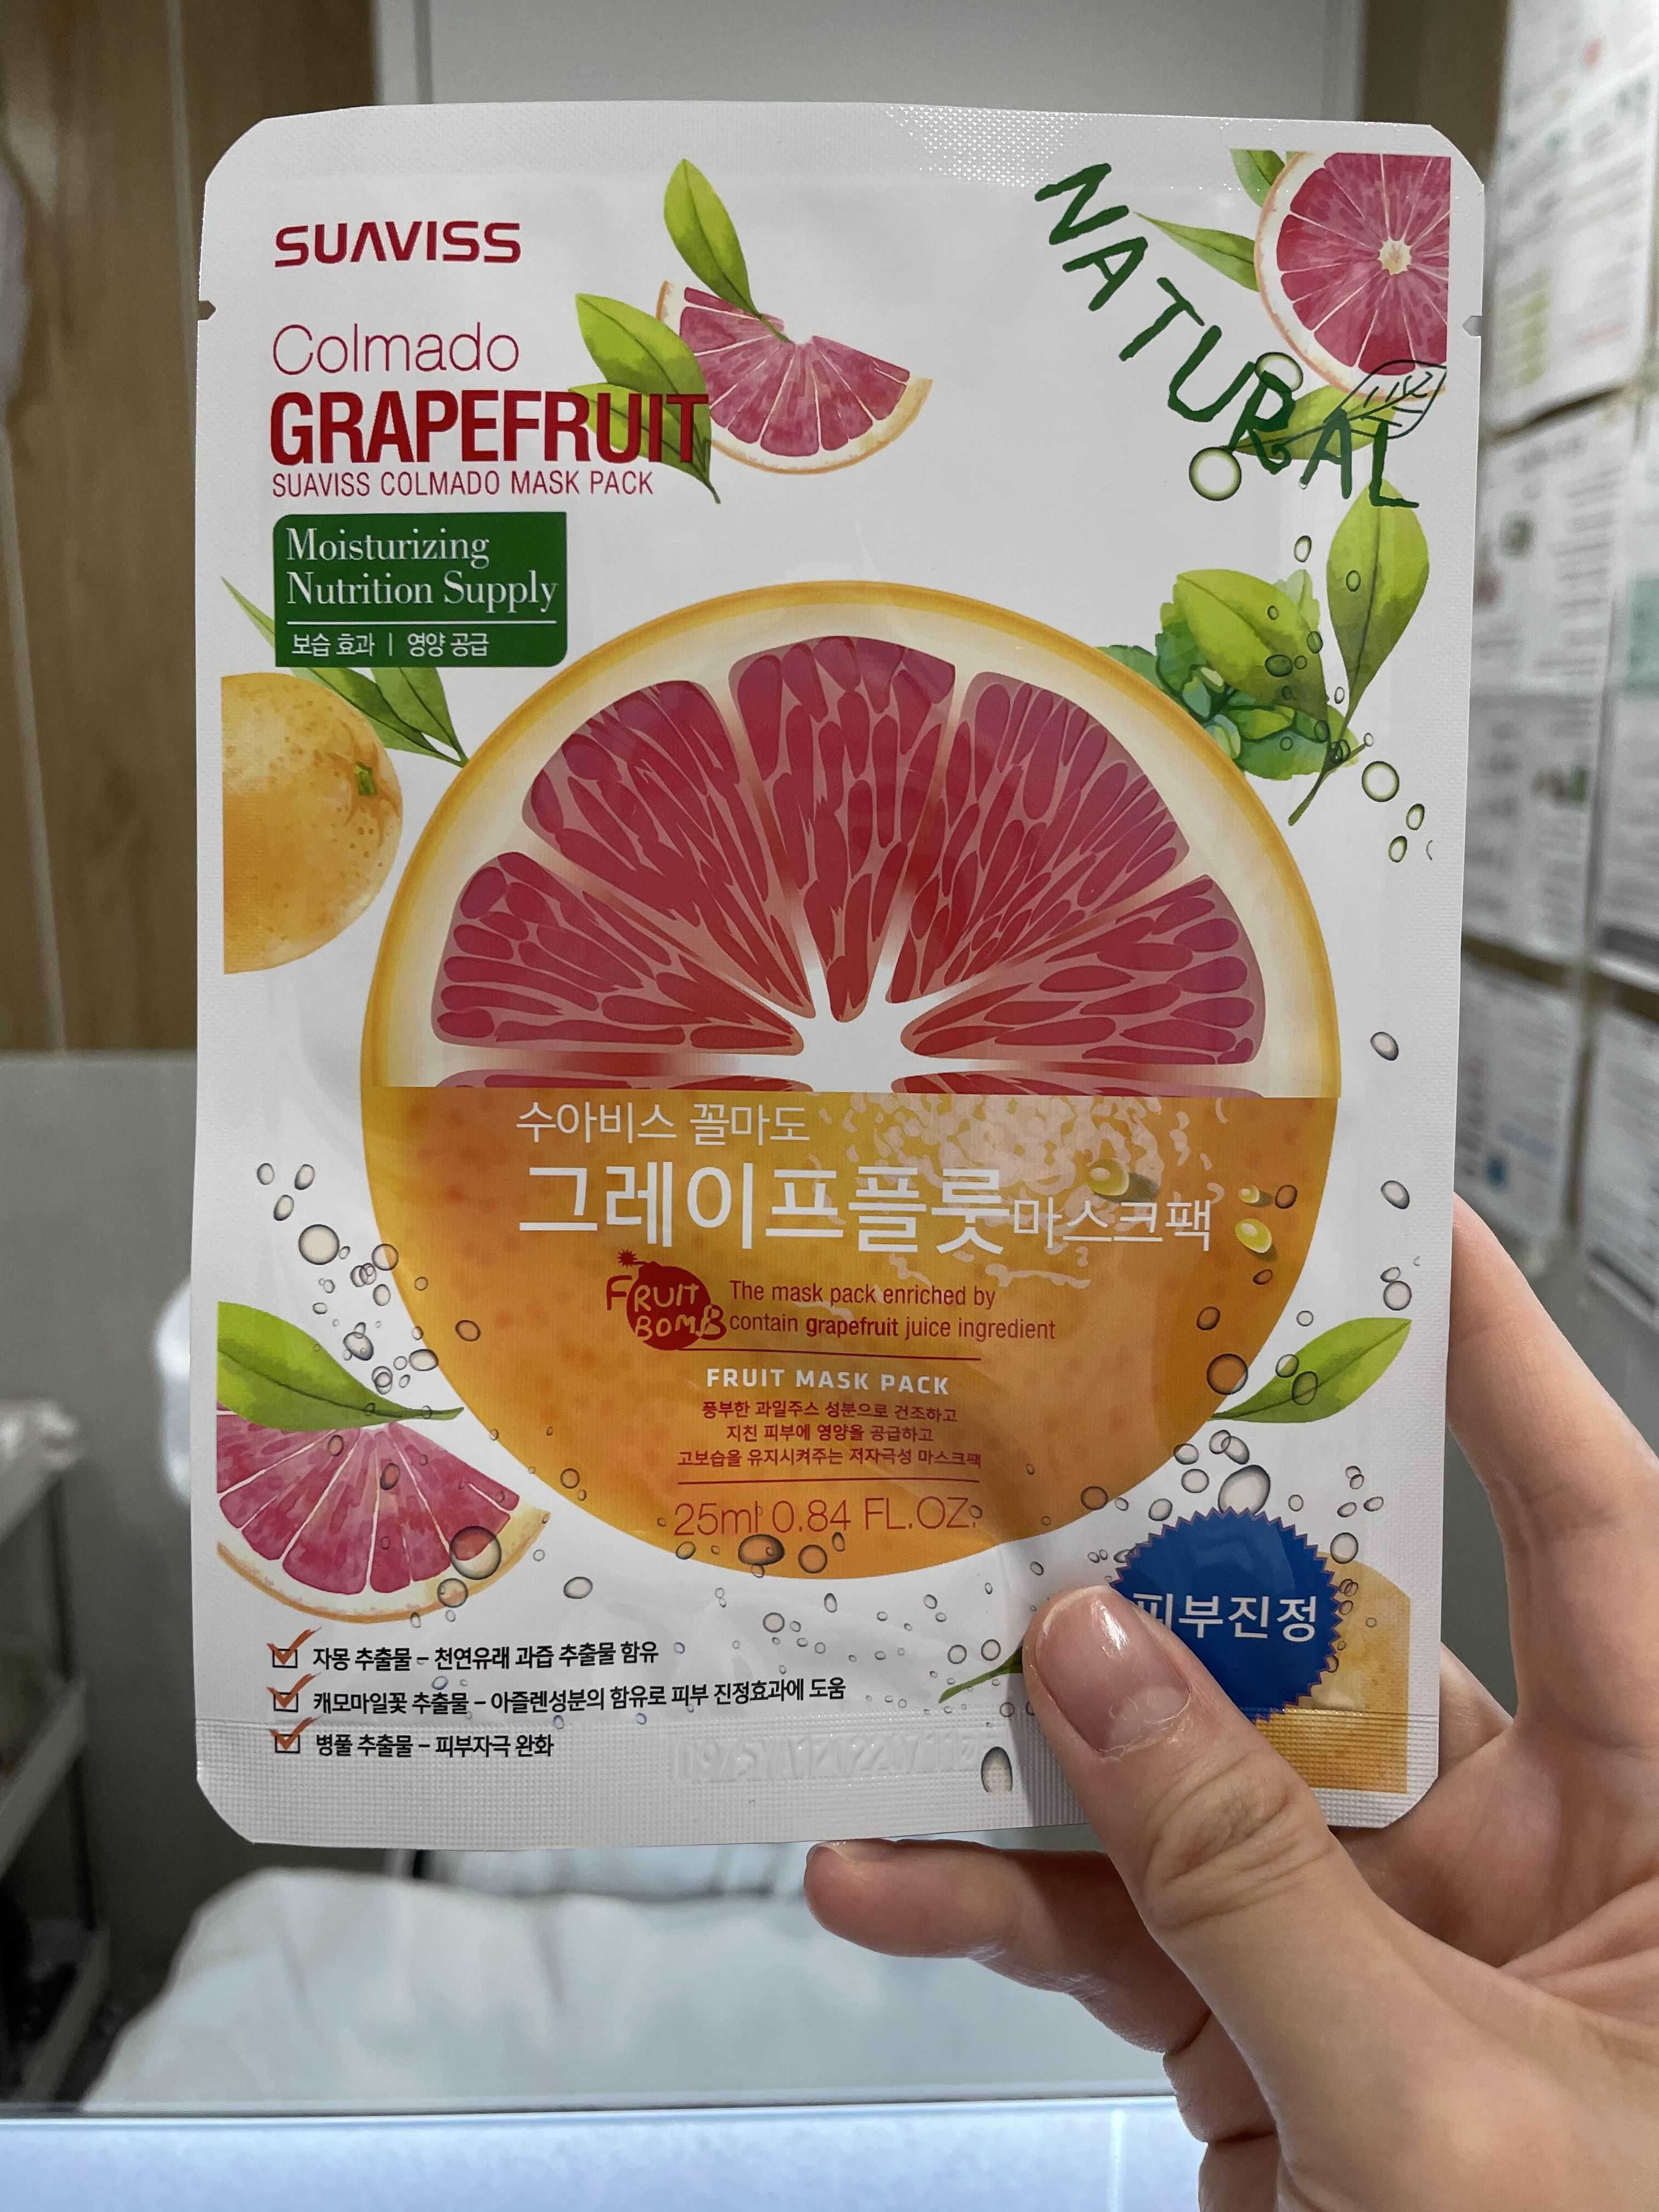 SUAVISS
NATURAL
Colmado
GRAPEFRUIT
SUAVISS COLMADO MASK PACK
Moisturizing
Nutrition Supply
보습 효과 | 영양 공급
수아비스 꼴마도
그레이프플룻마스크팩
FRUIT
BOMB
The mask pack enriched by
contain grapefruit juice ingredient
FRUIT MASK PACK
풍부한 과일주스 성분으로 건조하고
지친 피부에 영양을 공급하고
고보습을 유지시켜주는 저자극성 마스크팩
25ml 0.84 FL.OZ.
피부진정
자몽 추출물 – 천연유래 과즙 추출물 함유
캐모마일꽃 추출물 – 아즐렌성분의 함유로 피부 진정효과에 도움
병풀 추출물 – 피부자극 완화